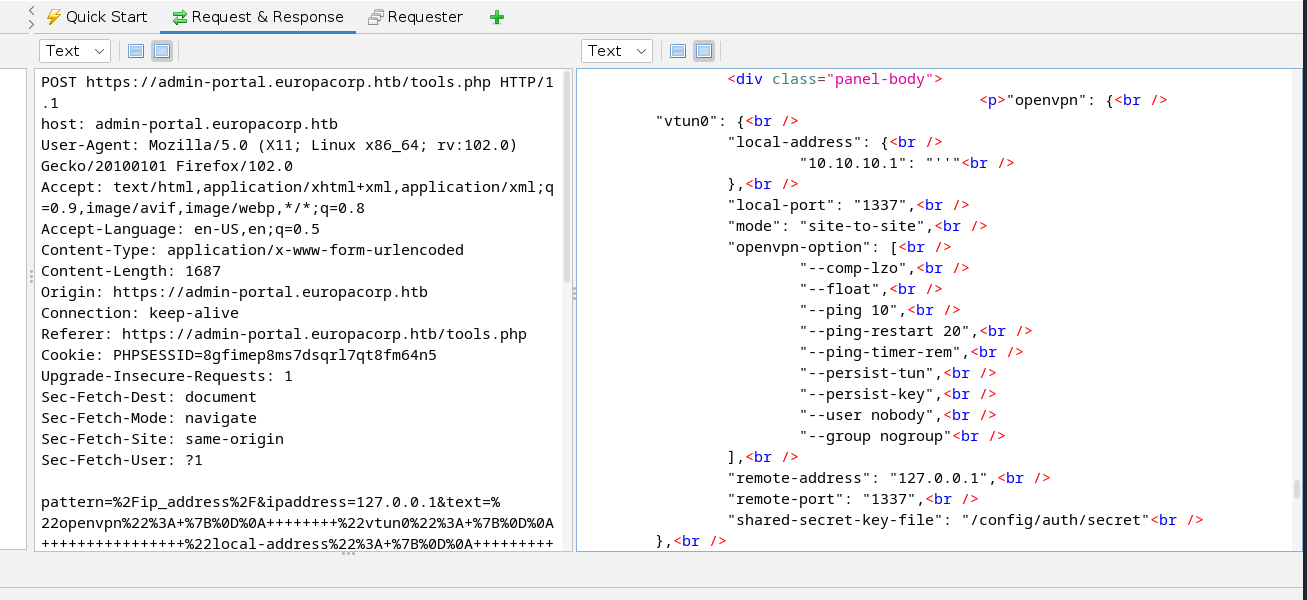 Quick Start
Request & Response
Requester
Text
Text
POST https://admin-portal.europacorp.htb/tools.php HTTP/1
.1
host: admin-portal.europacorp.htb
User-Agent: Mozilla/5.0 (X11; Linux x86_64; rv:102.0)
Gecko/20100101 Firefox/102.0
Accept: text/html,application/xhtml+xml,application/xml;q
=0.9,image/avif,image/webp,*/*;q=0.8
Accept-Language: en-US,en;q=0.5
Content-Type: application/x-www-form-urlencoded
Content-Length: 1687
Origin: https://admin-portal.europacorp.htb
Connection: keep-alive
Referer: https://admin-portal.europacorp.htb/tools.php
Cookie: PHPSESSID=8gfimep8ms7dsqrl7qt8fm64n5
Upgrade-Insecure-Requests: 1
Sec-Fetch-Dest: document
Sec-Fetch-Mode: navigate
Sec-Fetch-Site: same-origin
Sec-Fetch-User: ?1
pattern=%2Fip_address%2F&ipaddress=127.0.0.1&text=%
22openvpn%22%3A+%7B%0D%0A++++++++%22vtun0%22%3A+%7B%0D%0A
++++++++++++++++%22local-address%22%3A+%7B%0D%0A+++++++++
<div class="panel-body">
<p>"openvpn": {<br />
"vtun0": {<br />
"local-address": {<br />
"10.10.10.1": "''"<br />
},<br />
"local-port": "1337",<br />
"mode": "site-to-site",<br />
"openvpn-option": [<br />
"--comp-lzo",<br />
"--float",<br />
"--ping 10",<br />
"--ping-restart 20",<br />
"--ping-timer-rem",<br />
"--persist-tun",<br />
"--persist-key",<br />
"--user nobody",<br />
"--group nogroup"<br />
],<br />
"remote-address": "127.0.0.1",<br />
"remote-port": "1337",<br />
"shared-secret-key-file": "/config/auth/secret"<br />
},<br />